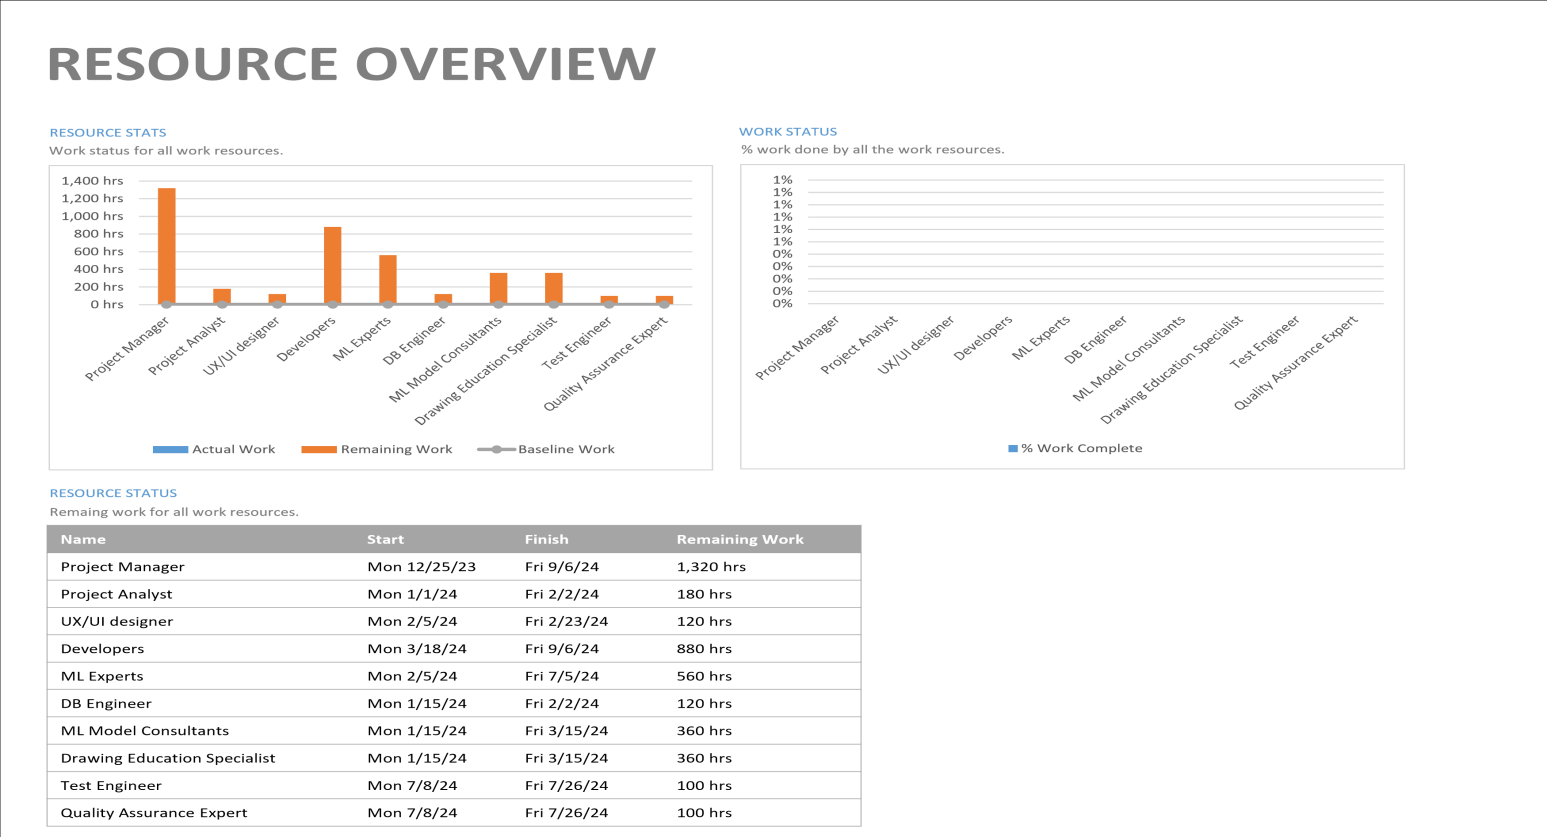 RESOURCE OVERVIEW
RESOURCE STATS
Work status for all work resources.
1,400 hrs
1,200 hrs
1,000 hrs
800 hrs
600 hrs
400 hrs
200 hrs
0 hrs
Project Manager
Project Analyst
UX/UI designer
Developers
ML Experts
DB Engineer
ML Model Consultants
Drawing Education Specialist
Test Engineer
Quality Assurance Expert
Actual Work Remaining Work Baseline Work
WORK STATUS
% work done by all the work resources.
1%
1%
1%
1%
1%
1%
0%
0%
0%
0%
0%
Project Manager
Project Analyst
UX/UI designer
Developers
ML Experts
DB Engineer
ML Model Consultants
Drawing Education Specialist
Test Engineer
Quality Assurance Expert
% Work Complete
RESOURCE STATUS
Remaing work for all work resources.
Name Start Finish Remaining Work
Project Manager Mon 12/25/23 Fri 9/6/24 1,320 hrs
Project Analyst Mon 1/1/24 Fri 2/2/24 180 hrs
UX/UI designer Mon 2/5/24 Fri 2/23/24 120 hrs
Developers Mon 3/18/24 Fri 9/6/24 880 hrs
ML Experts Mon 2/5/24 Fri 7/5/24 560 hrs
DB Engineer Mon 1/15/24 Fri 2/2/24 120 hrs
ML Model Consultants Mon 1/15/24 Fri 3/15/24 360 hrs
Drawing Education Specialist Mon 1/15/24 Fri 3/15/24 360 hrs
Test Engineer Mon 7/8/24 Fri 7/26/24 100 hrs
Quality Assurance Expert Mon 7/8/24 Fri 7/26/24 100 hrs